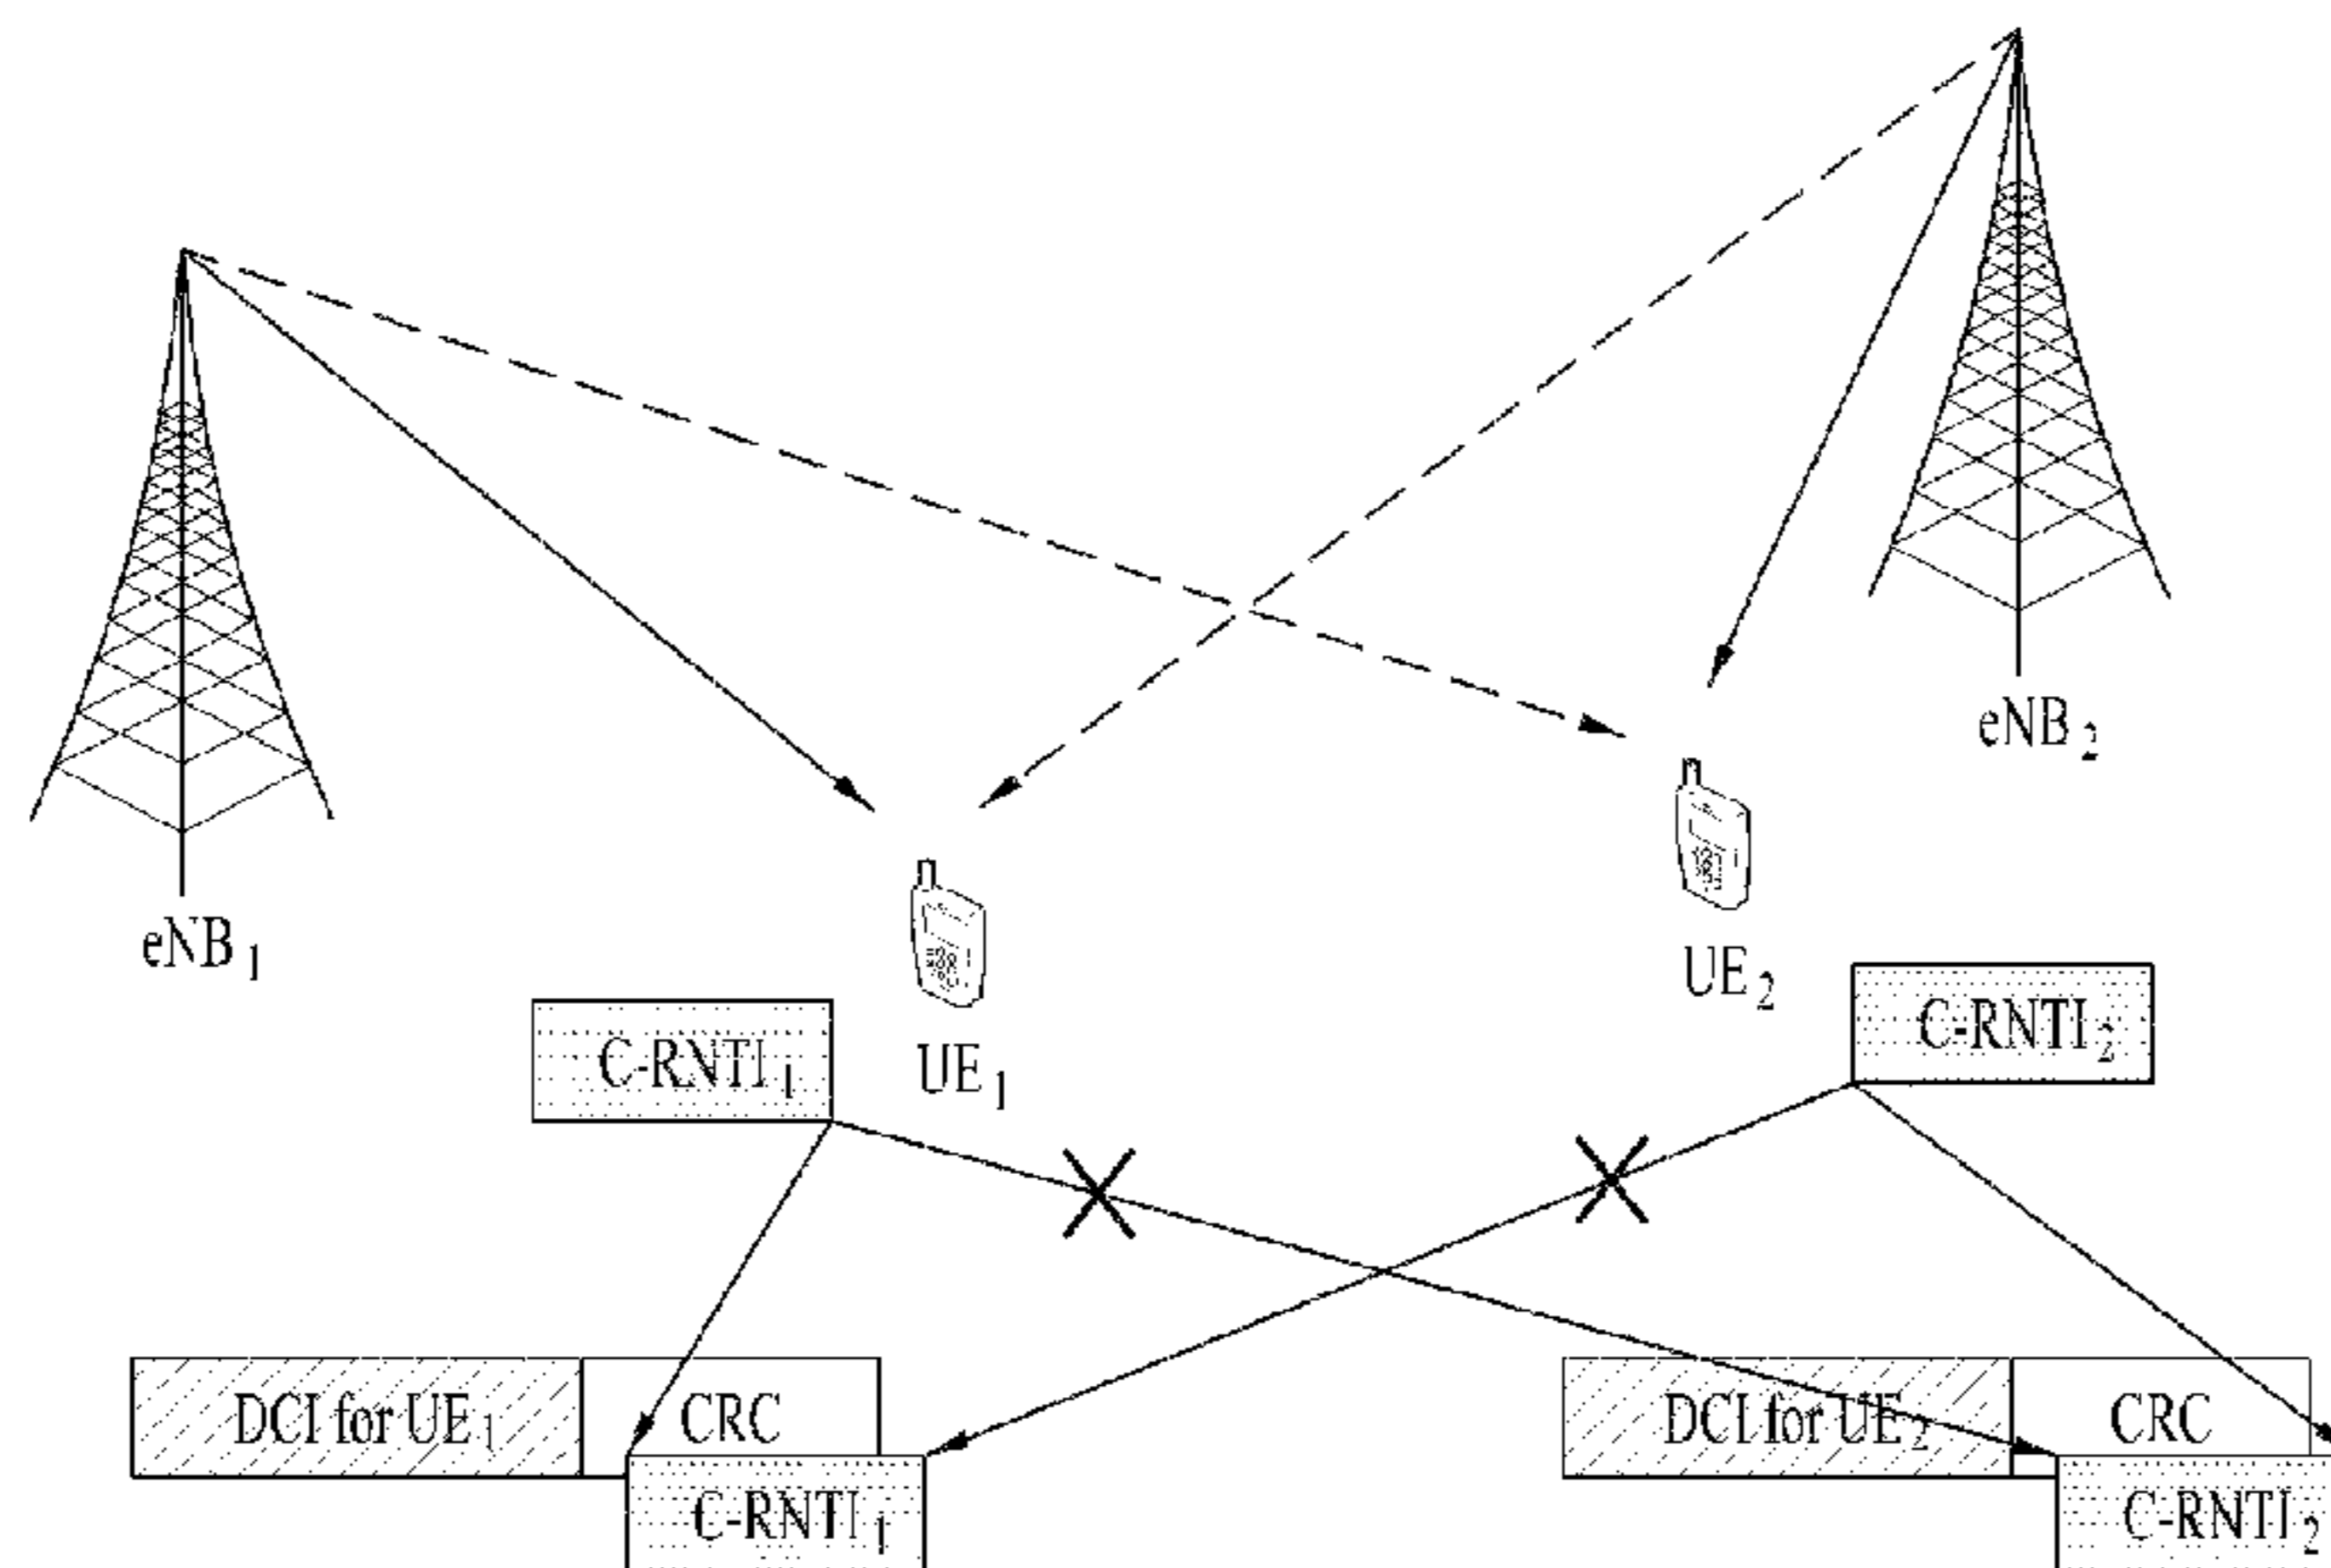 eNB 2
eNB 1
UE 2
C-RNTI 2
C-RNTI 1
UE 1
DCI for UE 1
CRC
DCI for UE 2
CRC
C-RNTI 1
C-RNTI 2